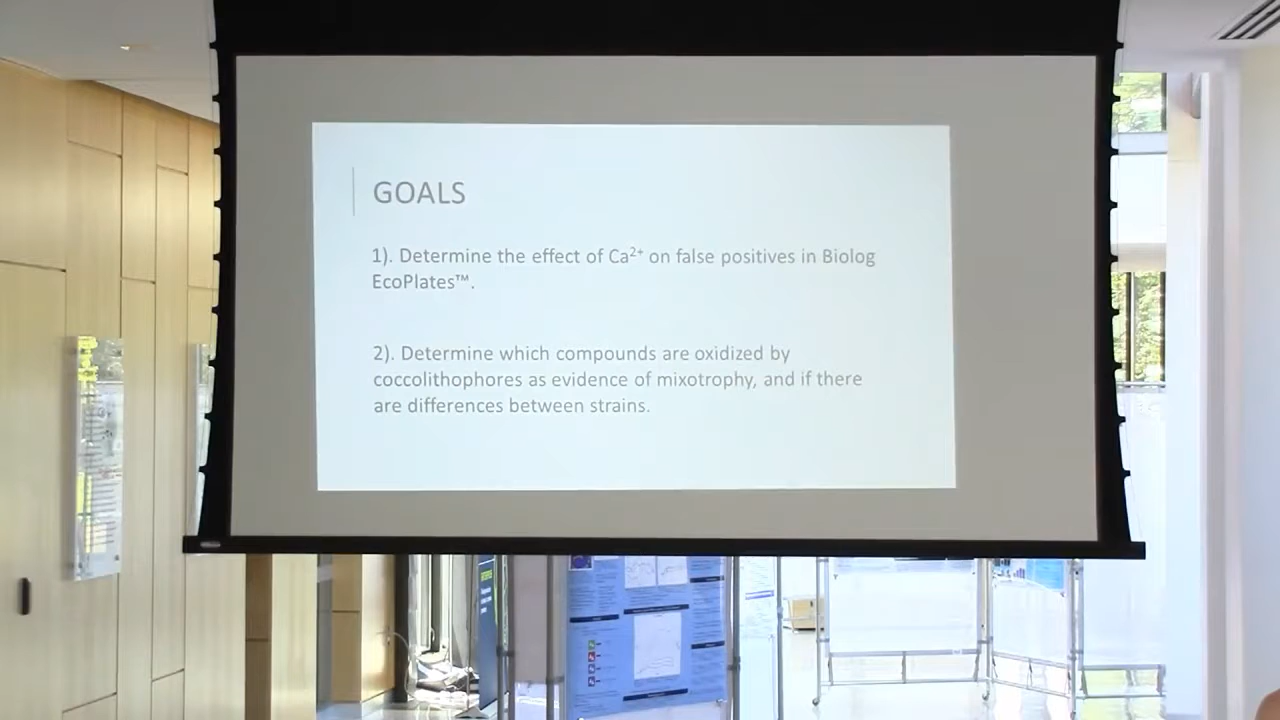 GOALS
1). Determine the effect of Ca²⁺ on false positives in Biolog
EcoPlates™.
2). Determine which compounds are oxidized by
coccolithophores as evidence of mixotrophy, and if there
are differences between strains.